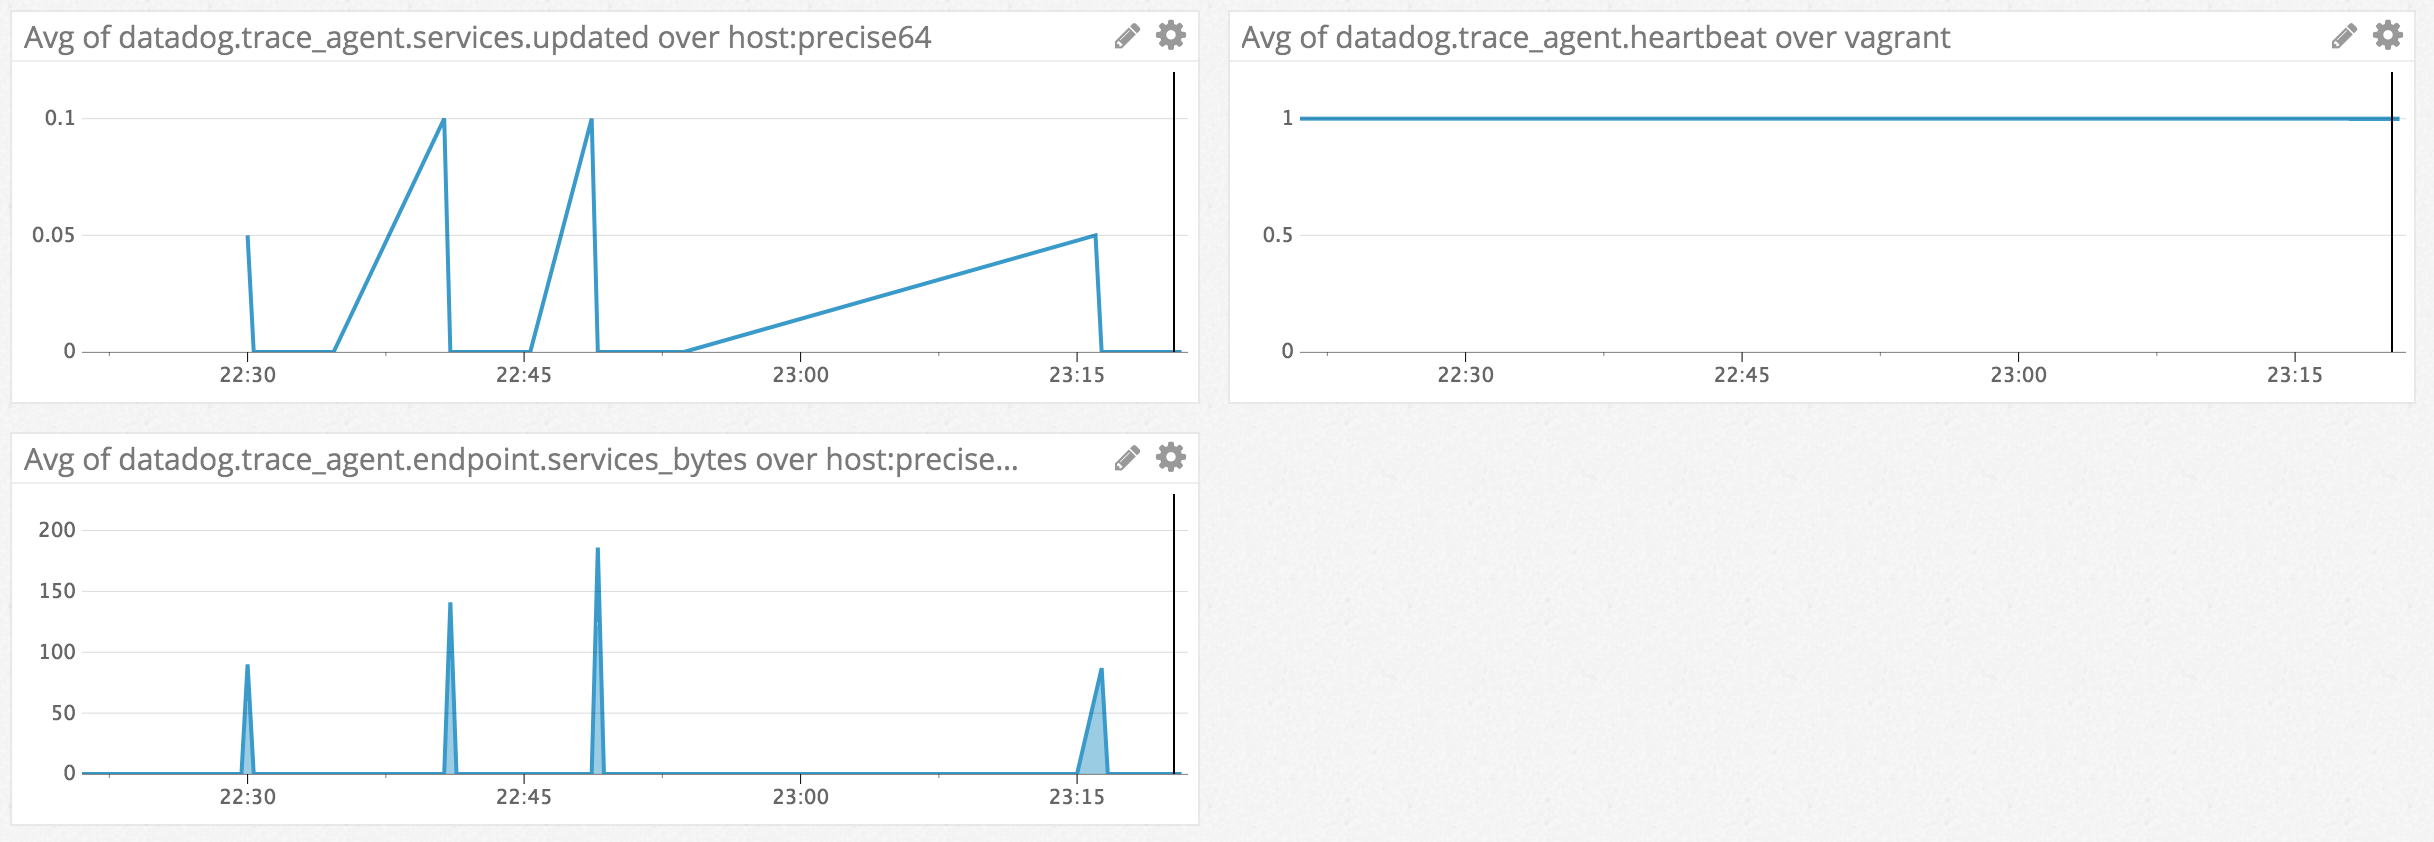 Avg of datadog.trace_agent.services.updated over host:precise64
0.1
0.05
0
22:30 22:45 23:00 23:15
Avg of datadog.trace_agent.heartbeat over vagrant
1
0.5
0
22:30 22:45 23:00 23:15
Avg of datadog.trace_agent.endpoint.services_bytes over host:precise...
200
150
100
50
0
22:30 22:45 23:00 23:15